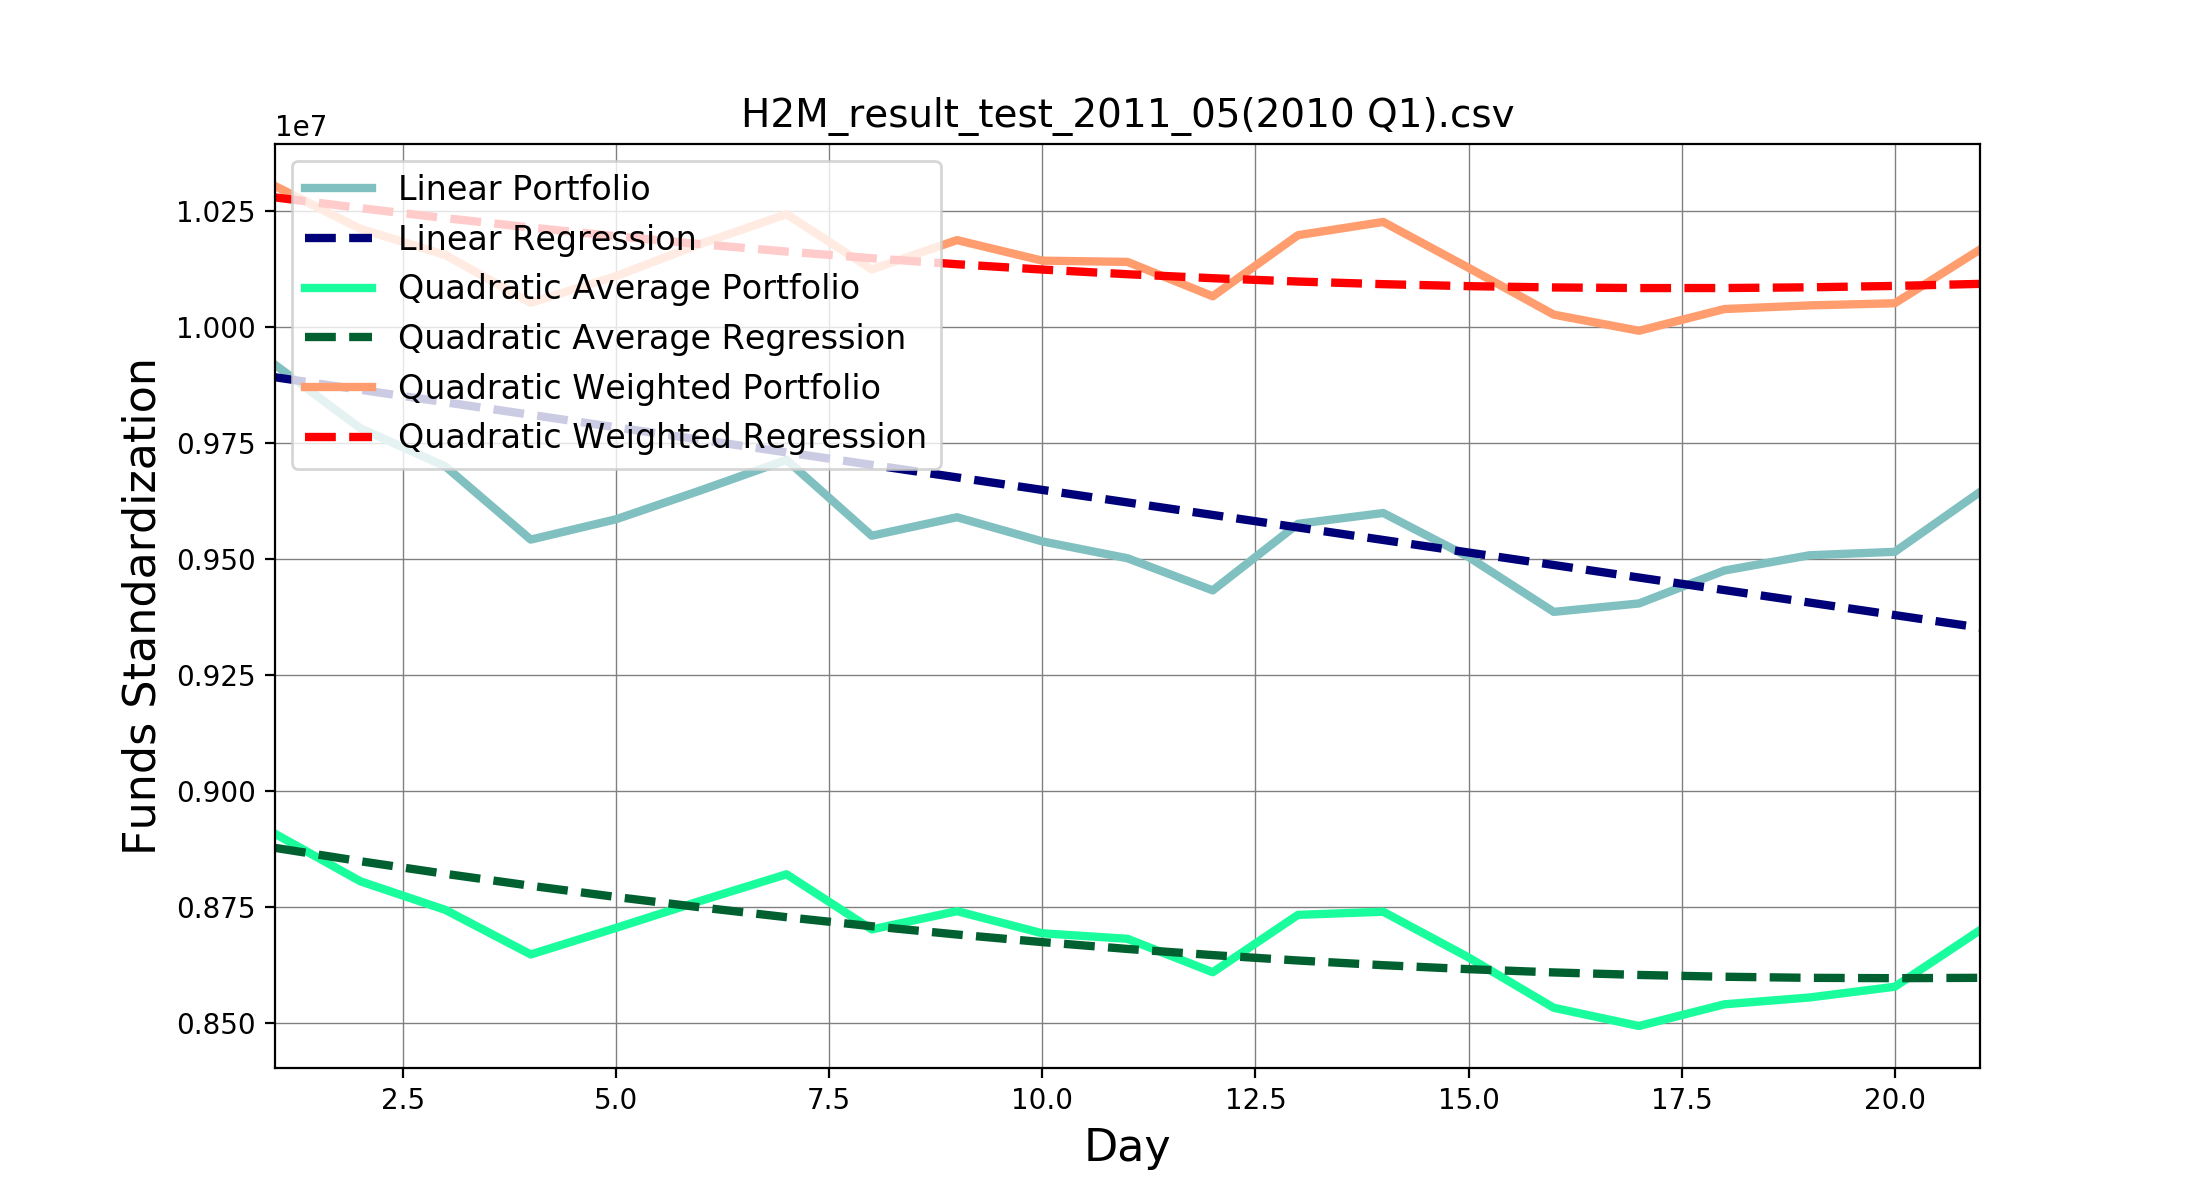 H2M_result_test_2011_05(2010 Q1).csv
1e7
Linear Portfolio
Linear Regression
Quadratic Average Portfolio
Quadratic Average Regression
Quadratic Weighted Portfolio
Quadratic Weighted Regression
1.025
1.000
0.975
0.950
0.925
0.900
0.875
0.850
Funds Standardization
2.5 5.0 7.5 10.0 12.5 15.0 17.5 20.0
Day